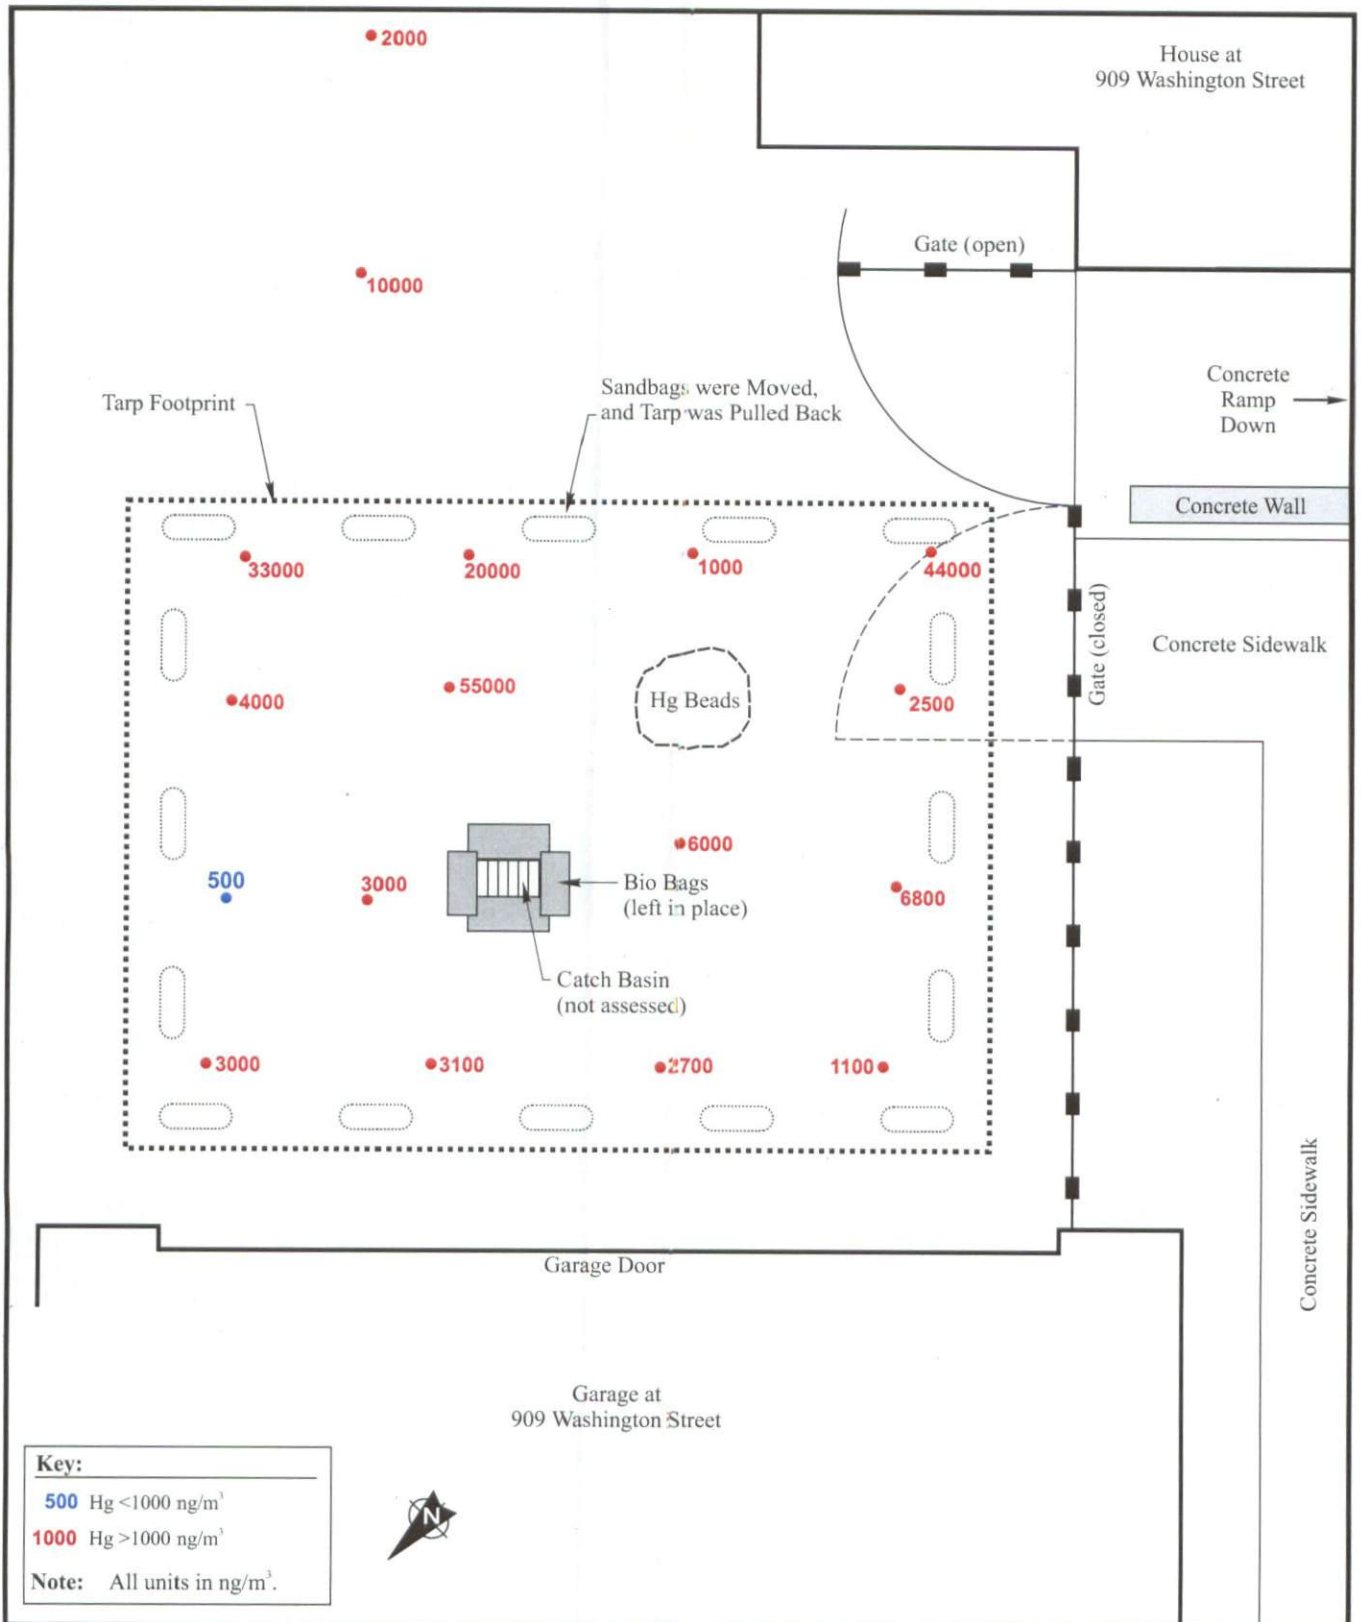 2000
House at
909 Washington Street
Gate (open)
10000
Concrete
Ramp
Down
Tarp Footprint
Sandbags were Moved,
and Tarp was Pulled Back
Concrete Wall
33000
20000
1000
44000
Gate (closed)
Concrete Sidewalk
4000
55000
Hg Beads
2500
6000
500
3000
Bio Bags
(left in place)
6800
Catch Basin
(not assessed)
3000
3100
2700
1100
Concrete Sidewalk
Garage Door
Garage at
909 Washington Street
Key:
500 Hg <1000 ng/m³
1000 Hg >1000 ng/m³
Note: All units in ng/m³.
N